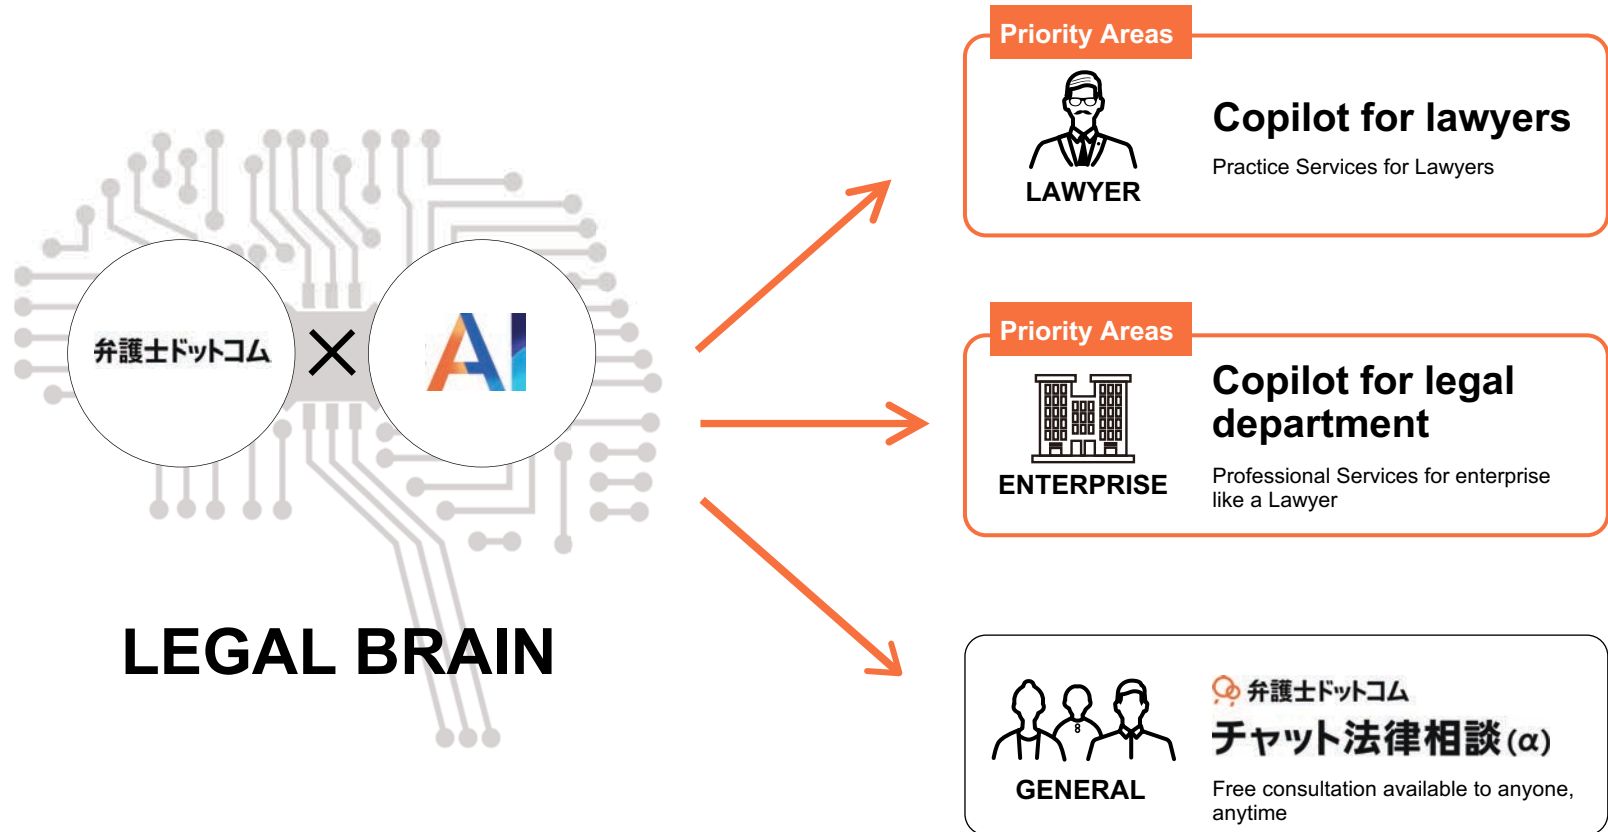 弁護士ドットコム
×
AI
LEGAL BRAIN
Priority Areas
LAWYER
Copilot for lawyers
Practice Services for Lawyers
Priority Areas
ENTERPRISE
Copilot for legal
department
Professional Services for enterprise
like a Lawyer
GENERAL
弁護士ドットコム
チャット法律相談(α)
Free consultation available to anyone,
anytime